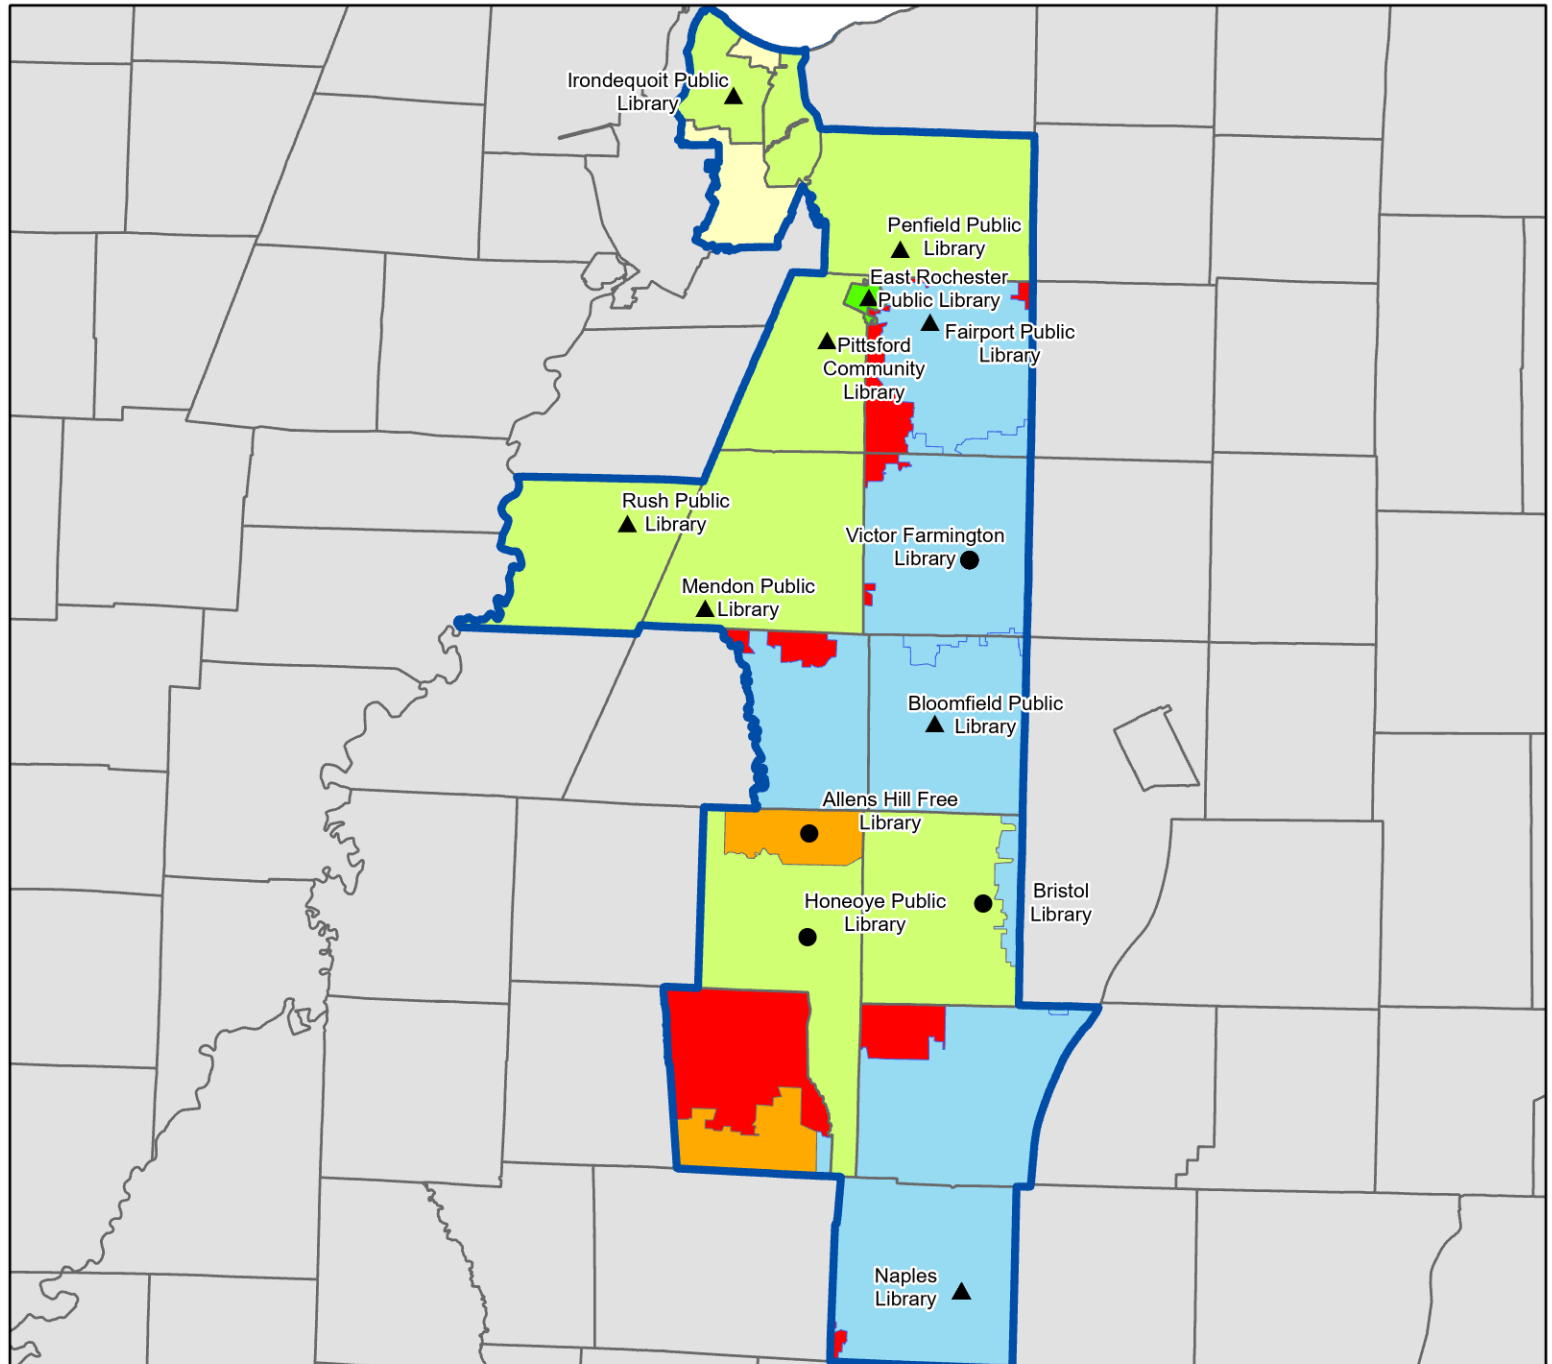 Irondequoit Public
Library
Penfield Public
Library
East Rochester
Public Library
Fairport Public
Library
Pittsford
Community
Library
Rush Public
Library
Victor Farmington
Library
Mendon Public
Library
Bloomfield Public
Library
Allens Hill Free
Library
Bristol
Library
Honeoye Public
Library
Naples
Library